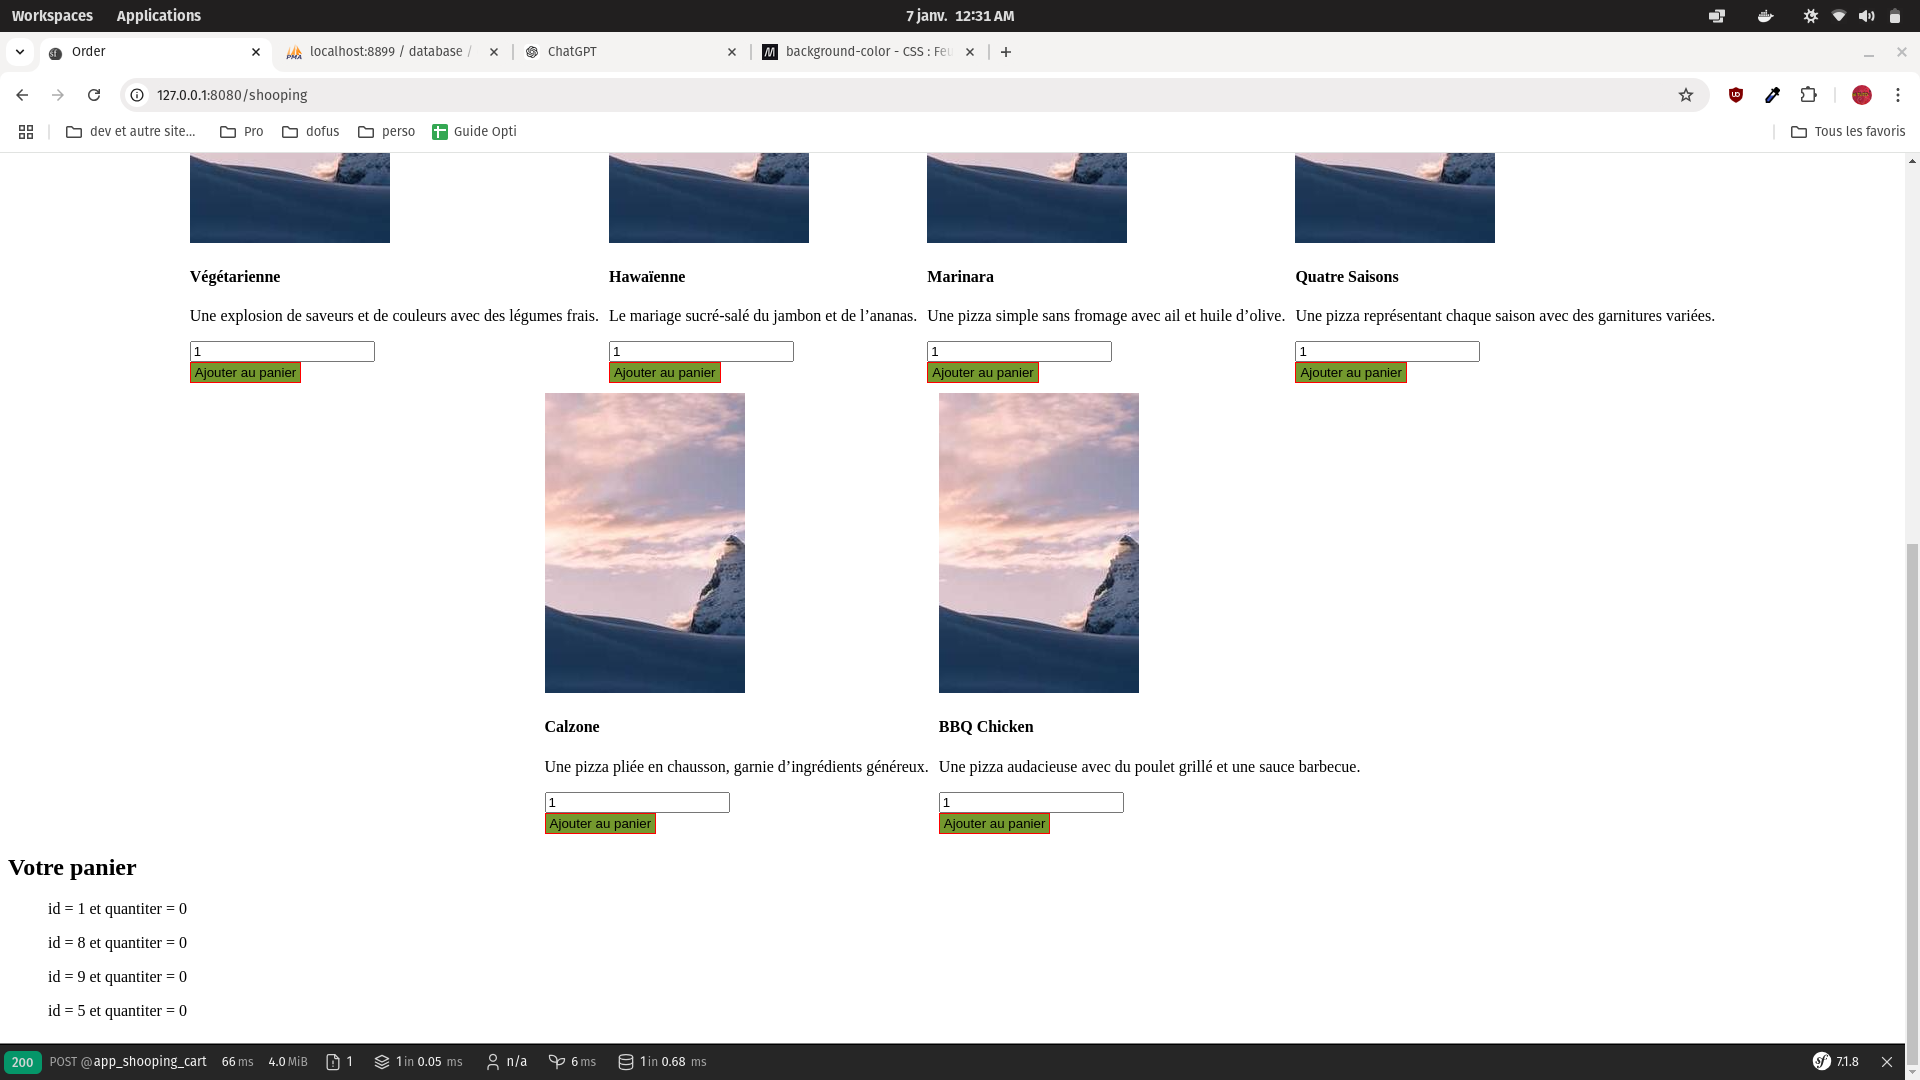 Workspaces Applications 7 janv. 12:31 AM
Order localhost:8899 / database / ChatGPT background-color - CSS : Feu
127.0.0.1:8080/shooping
dev et autre site... Pro dofus perso Guide Opti Tous les favoris
Végétarienne Hawaïenne Marinara Quatre Saisons
Une explosion de saveurs et de couleurs avec des légumes frais. Le mariage sucré-salé du jambon et de l’ananas. Une pizza simple sans fromage avec ail et huile d’olive. Une pizza représentant chaque saison avec des garnitures variées.
1 1 1 1
Ajouter au panier Ajouter au panier Ajouter au panier Ajouter au panier
Calzone BBQ Chicken
Une pizza pliée en chausson, garnie d’ingrédients généreux. Une pizza audacieuse avec du poulet grillé et une sauce barbecue.
1 1
Ajouter au panier Ajouter au panier
Votre panier
id = 1 et quantiter = 0
id = 8 et quantiter = 0
id = 9 et quantiter = 0
id = 5 et quantiter = 0
200 POST @ app_shopping_cart 66 ms 4.0 MiB 1 1 in 0.05 ms n/a 6 ms 1 in 0.68 ms sf 7.1.8